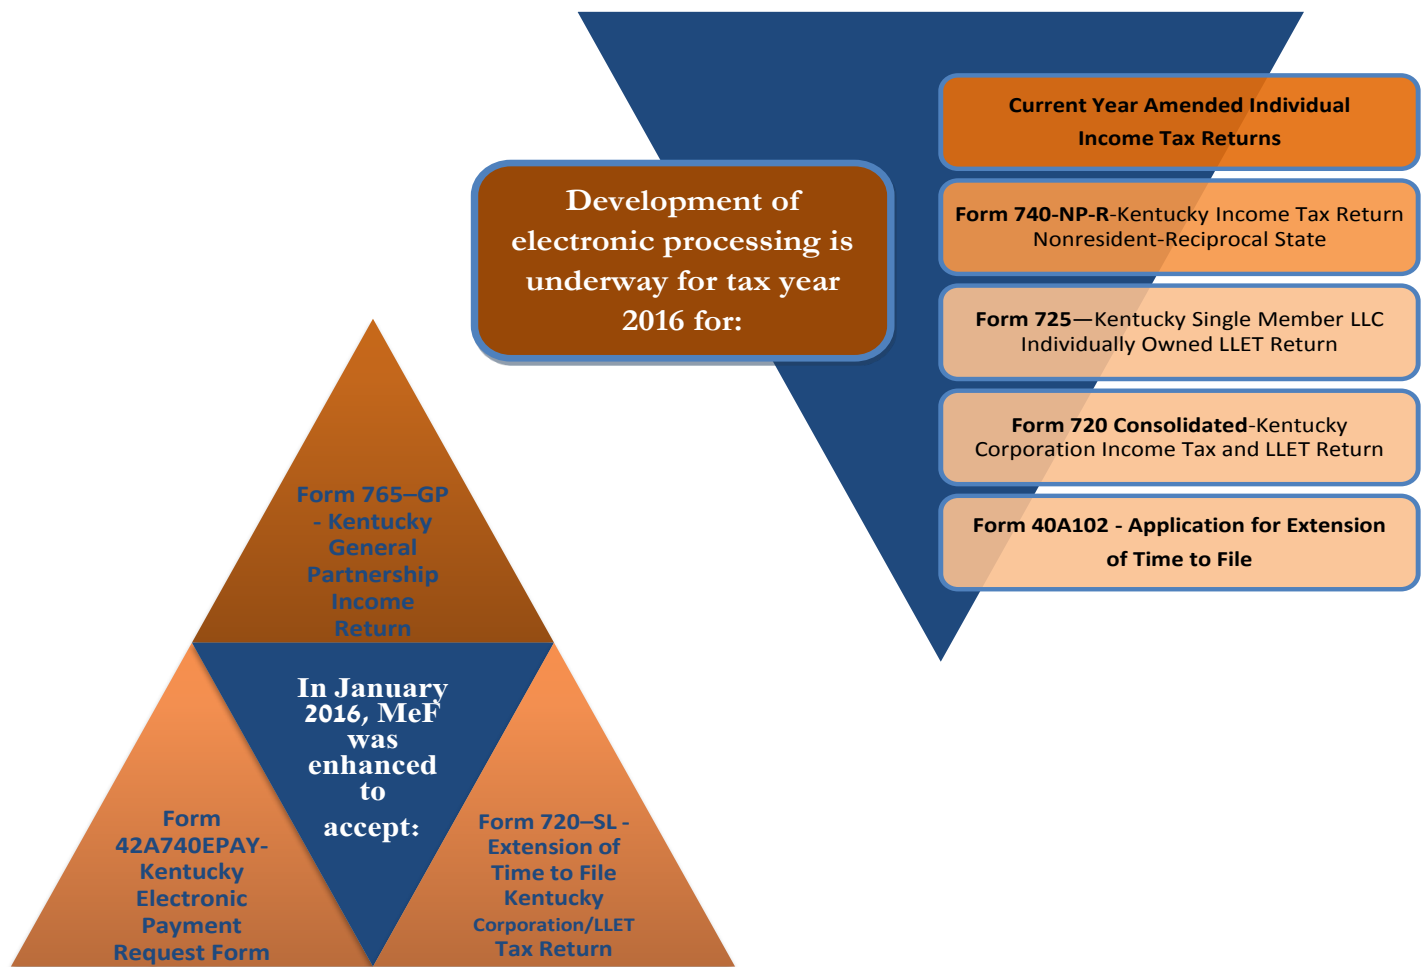 Development of
electronic processing is
underway for tax year
2016 for:
Current Year Amended Individual
Income Tax Returns
Form 740-NP-R-Kentucky Income Tax Return
Nonresident-Reciprocal State
Form 725—Kentucky Single Member LLC
Individually Owned LLET Return
Form 720 Consolidated-Kentucky
Corporation Income Tax and LLET Return
Form 40A102 - Application for Extension
of Time to File
Form 765–GP
- Kentucky
General
Partnership
Income
Return
In January
2016, MeF
was
enhanced
to
accept:
Form
42A740EPAY-
Kentucky
Electronic
Payment
Request Form
Form 720–SL -
Extension of
Time to File
Kentucky
Corporation/LLET
Tax Return